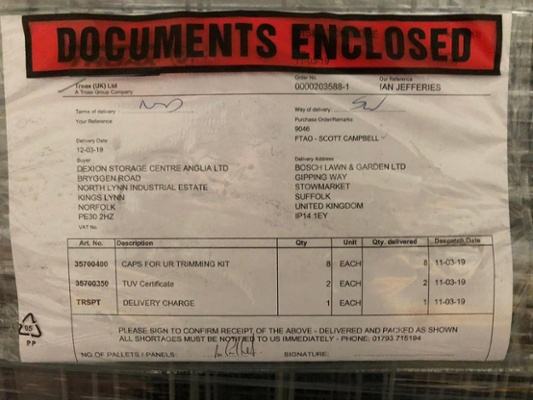 DOCUMENTS ENCLOSED
Troax (UK) Ltd
A Troax Group Company
Order No.
0000203588-1
Our Reference
IAN JEFFERIES
Terms of delivery
Way of delivery
Your Reference
Purchase Order/Remarks
9046
FTAO - SCOTT CAMPBELL
Delivery Date
12-03-19
Buyer
DEXION STORAGE CENTRE ANGLIA LTD
BRYGGEN ROAD
NORTH LYNN INDUSTRIAL ESTATE
KINGS LYNN
NORFOLK
PE30 2HZ
VAT No.
Delivery Address
BOSCH LAWN & GARDEN LTD
GIPPING WAY
STOWMARKET
SUFFOLK
UNITED KINGDOM
IP14 1EY
Art. No. Description Qty Unit Qty. delivered Despatch Date
35700400 CAPS FOR UR TRIMMING KIT 8 EACH 8 11-03-19
35700350 TUV Certificate 2 EACH 2 11-03-19
TRSPT DELIVERY CHARGE 1 EACH 1 11-03-19
PLEASE SIGN TO CONFIRM RECEIPT OF THE ABOVE - DELIVERED AND PACKED AS SHOWN
ALL SHORTAGES MUST BE NOTIFIED TO US IMMEDIATELY - PHONE: 01793 715194
NO.OF PALLETS / PANELS: SIGNATURE:
05
PP